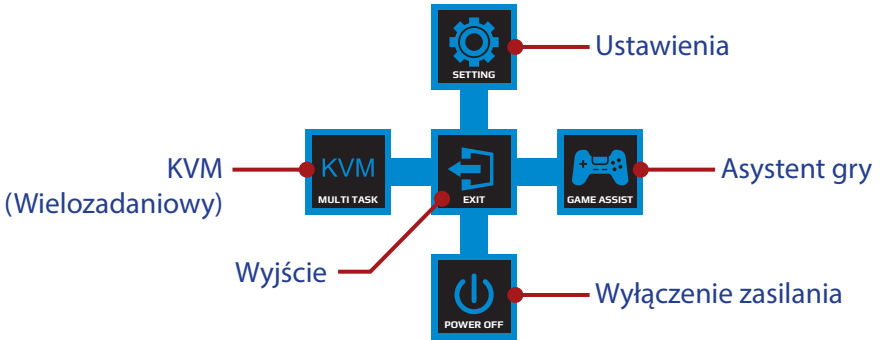 SETTING
Ustawienia
KVM
(Wielozadaniowy)
KVM
MULTI TASK
EXIT
GAME ASSIST
Asystent gry
Wyjście
POWER OFF
Wyłączenie zasilania